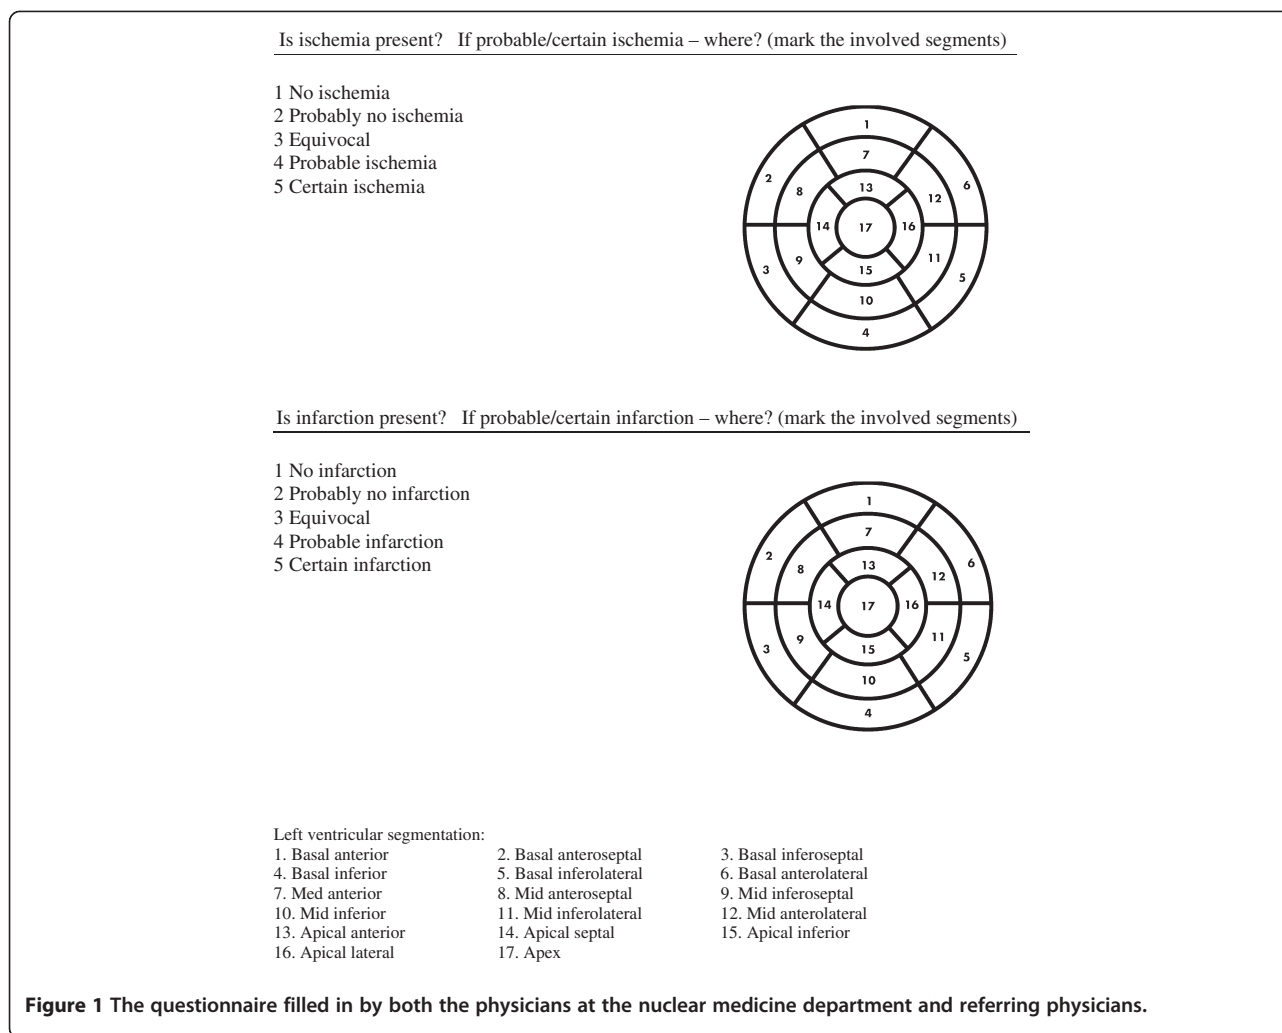 Is ischemia present? If probable/certain ischemia – where? (mark the involved segments)
1 No ischemia
2 Probably no ischemia
3 Equivocal
4 Probable ischemia
5 Certain ischemia
1
7
2
6
8
13
12
14
17
16
9
11
3
15
5
10
4
Is infarction present? If probable/certain infarction – where? (mark the involved segments)
1 No infarction
2 Probably no infarction
3 Equivocal
4 Probable infarction
5 Certain infarction
1
7
2
6
8
13
12
14
17
16
9
11
3
15
5
10
4
Left ventricular segmentation:
1. Basal anterior 2. Basal anteroseptal 3. Basal inferoseptal
4. Basal inferior 5. Basal inferolateral 6. Basal anterolateral
7. Med anterior 8. Mid anteroseptal 9. Mid inferoseptal
10. Mid inferior 11. Mid inferolateral 12. Mid anterolateral
13. Apical anterior 14. Apical septal 15. Apical inferior
16. Apical lateral 17. Apex
Figure 1 The questionnaire filled in by both the physicians at the nuclear medicine department and referring physicians.